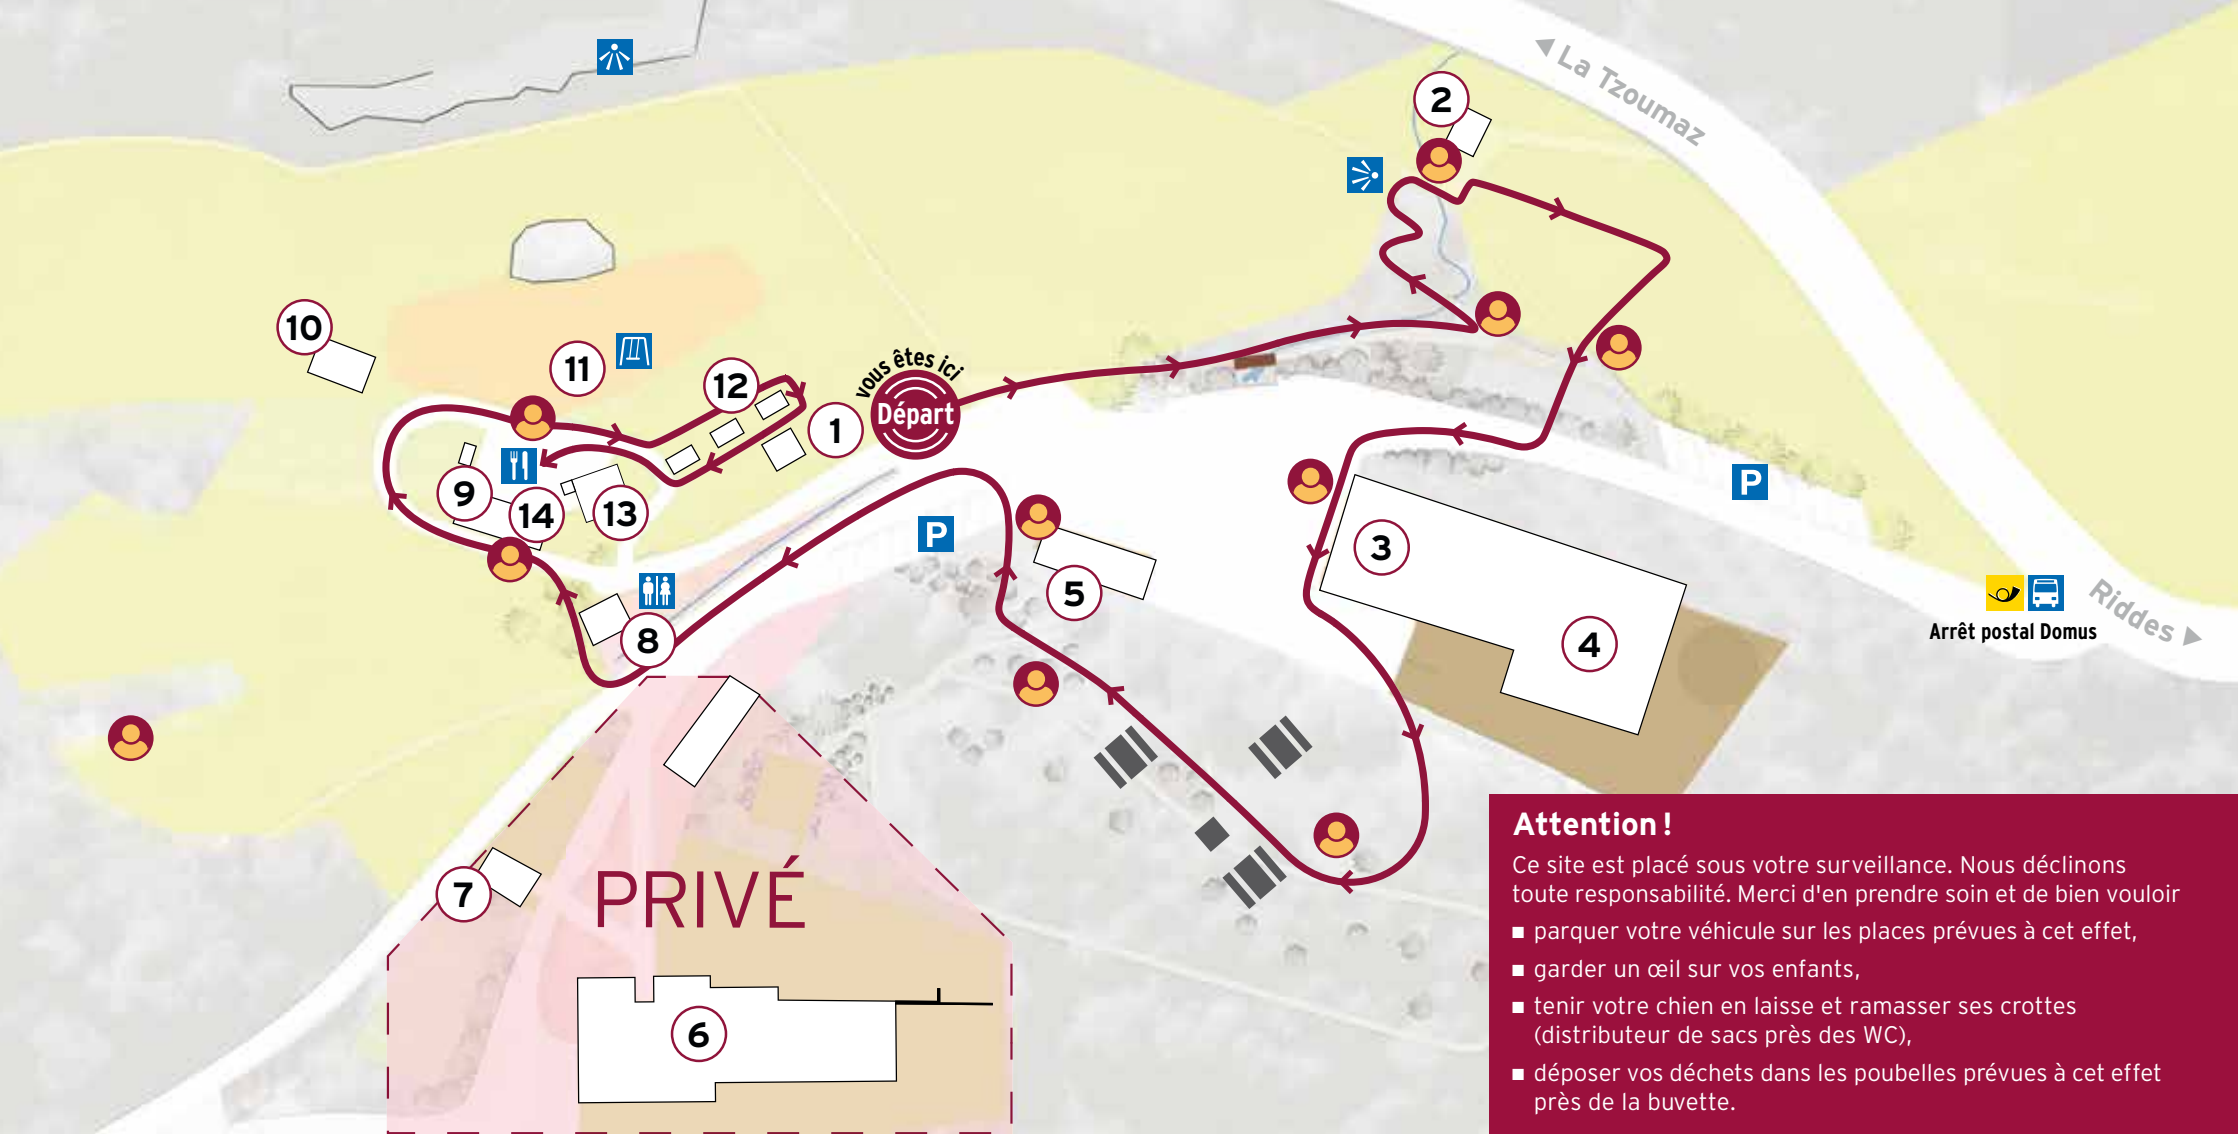 La Tzoumaz
2
10
11
12
1
vous êtes ici
Départ
9
14
13
P
P
3
5
8
4
Arrêt postal Domus
Riddes
7
PRIVÉ
6
Attention !
Ce site est placé sous votre surveillance. Nous déclinons
toute responsabilité. Merci d'en prendre soin et de bien vouloir
■ parquer votre véhicule sur les places prévues à cet effet,
■ garder un œil sur vos enfants,
■ tenir votre chien en laisse et ramasser ses crottes
(distributeur de sacs près des WC),
■ déposer vos déchets dans les poubelles prévues à cet effet
près de la buvette.